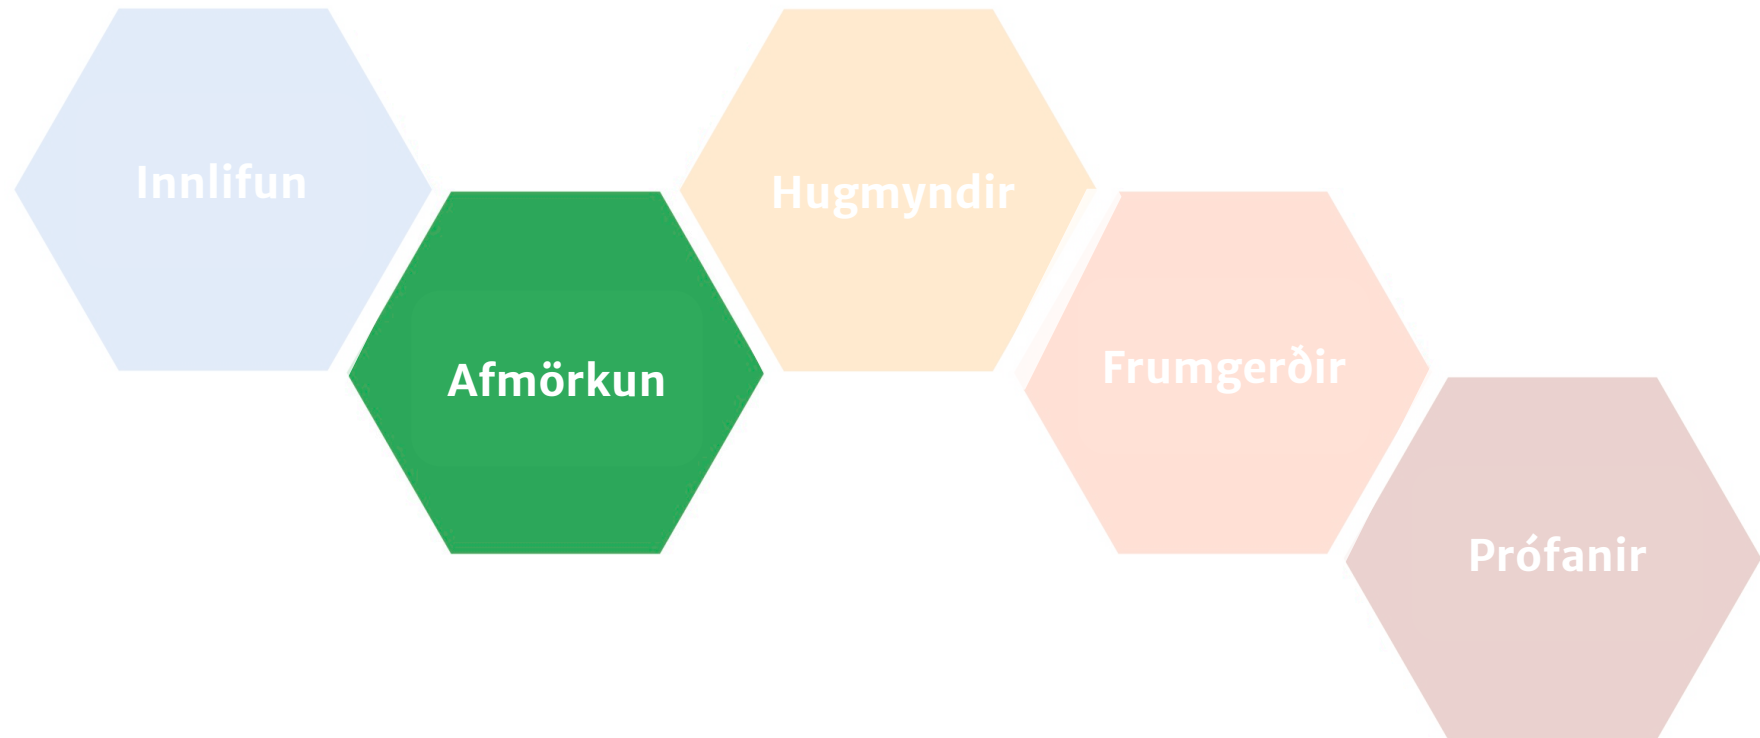 Innlifun
Afmörkun
Hugmyndir
Frumgerðir
Prófanir